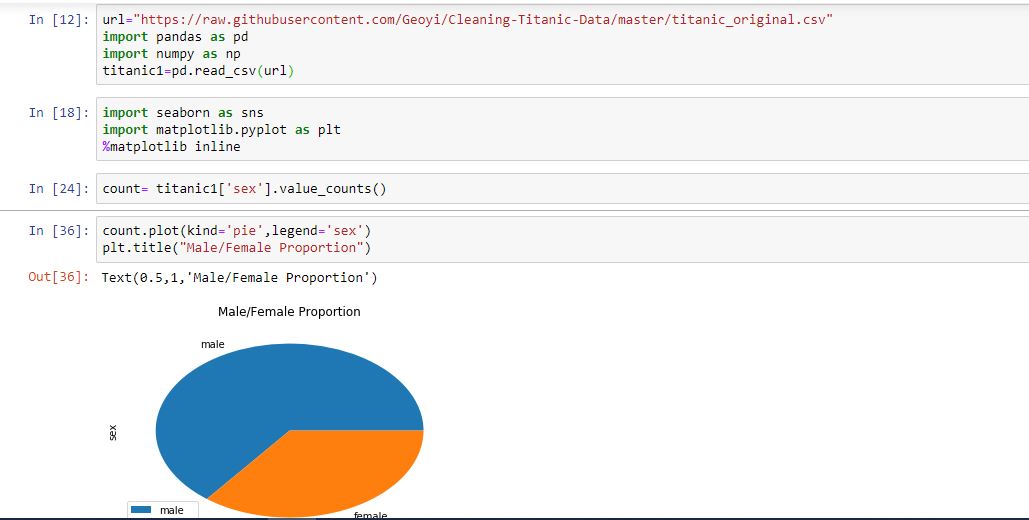 In [12]: url="https://raw.githubusercontent.com/Geoyi/Cleaning-Titanic-Data/master/titanic_original.csv"
import pandas as pd
import numpy as np
titanic1=pd.read_csv(url)
In [18]: import seaborn as sns
import matplotlib.pyplot as plt
%matplotlib inline
In [24]: count= titanic1['sex'].value_counts()
In [36]: count.plot(kind='pie',legend='sex')
plt.title("Male/Female Proportion")
Out[36]: Text(0.5,1,'Male/Female Proportion')
Male/Female Proportion
male
sex
male
female